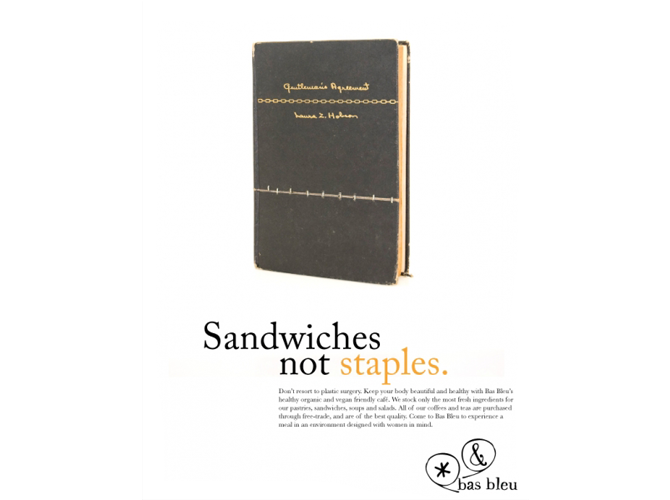 Gentleman's Agreement
Laura Z. Hobson
Sandwiches
not staples.
Don't resort to plastic surgery. Keep your body beautiful and healthy with Bas Bleu's
healthy organic and vegan friendly café. We stock only the most fresh ingredients for
our pastries, sandwiches, soups and salads. All of our coffees and teas are purchased
through free-trade, and are of the best quality. Come to Bas Bleu to experience a
meal in an environment designed with women in mind.
* &
bas bleu